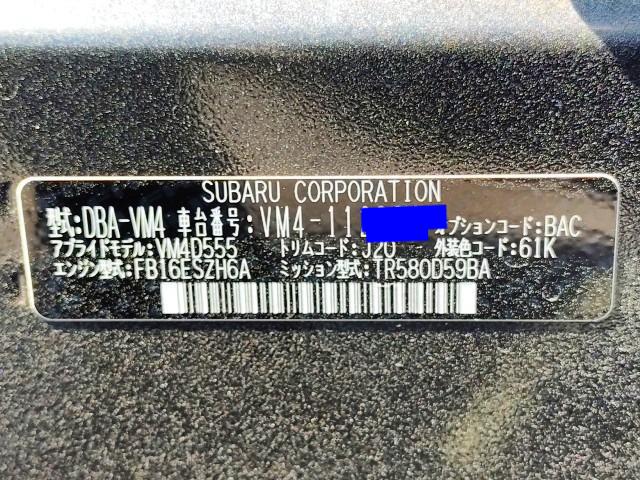 SUBARU CORPORATION
型式:DBA-VM4 車台番号:VM4-11 オプションコード:BAC
アプライドモデル:VM4D555 トリムコード:J20 外装色コード:61K
エンジン型式:FB16ESZH6A ミッション型式:TR580D59BA